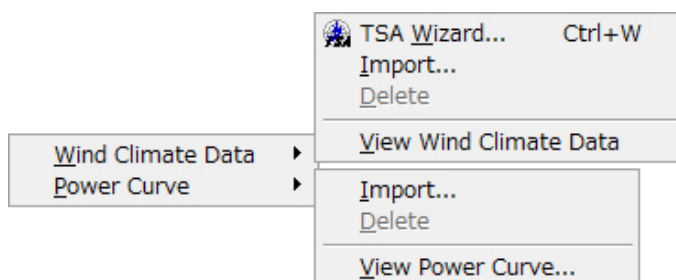 TSA Wizard... Ctrl+W
Import...
Delete
View Wind Climate Data
Wind Climate Data
Power Curve
Import...
Delete
View Power Curve...